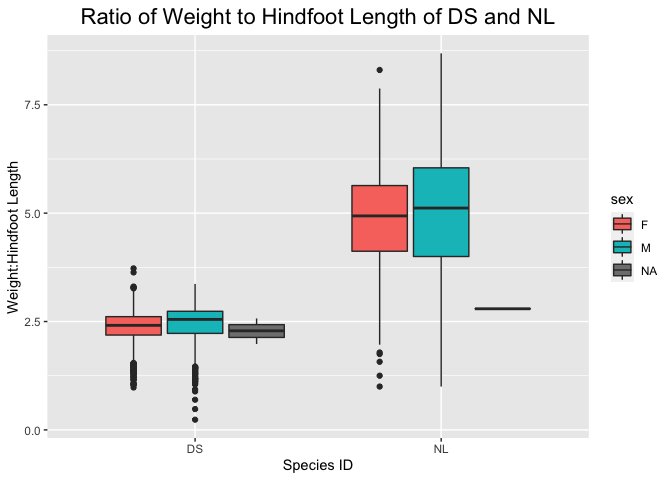 Ratio of Weight to Hindfoot Length of DS and NL
Weight:Hindfoot Length
7.5
5.0
2.5
0.0
DS
NL
Species ID
sex
F
M
NA